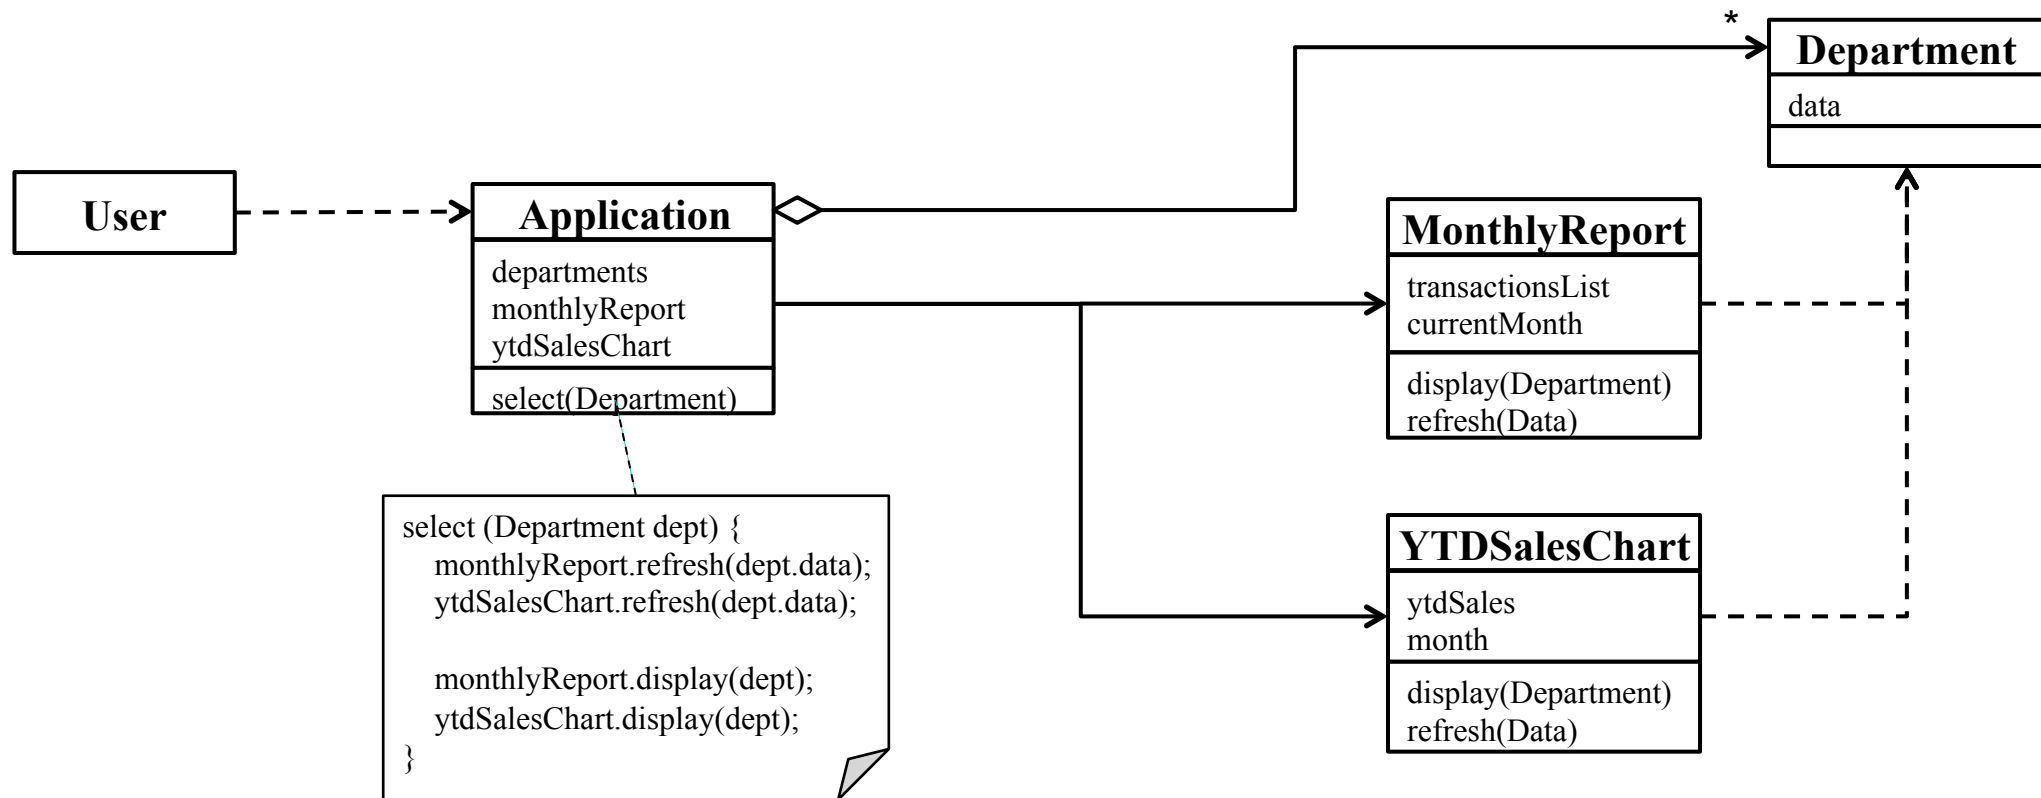 *
Department
data
User
Application
departments
monthlyReport
ytdSalesChart
select(Department)
MonthlyReport
transactionsList
currentMonth
display(Department)
refresh(Data)
select (Department dept) {
monthlyReport.refresh(dept.data);
ytdSalesChart.refresh(dept.data);
monthlyReport.display(dept);
ytdSalesChart.display(dept);
}
YTDSalesChart
ytdSales
month
display(Department)
refresh(Data)